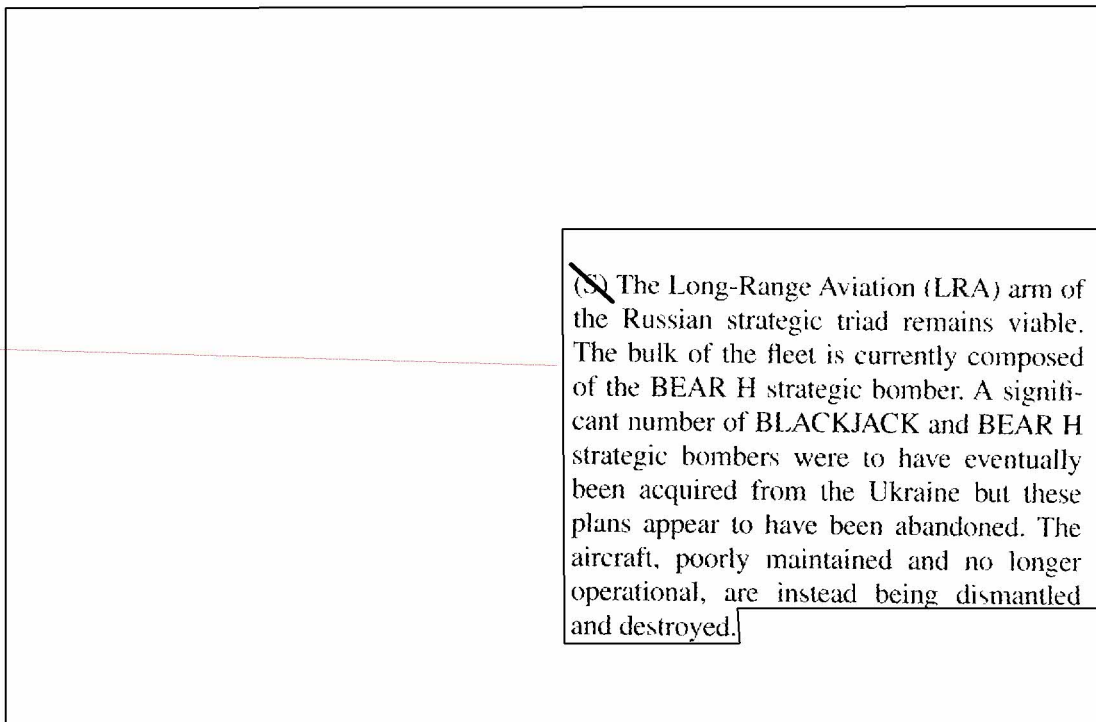 (S) The Long-Range Aviation (LRA) arm of
the Russian strategic triad remains viable.
The bulk of the fleet is currently composed
of the BEAR H strategic bomber. A signifi-
cant number of BLACKJACK and BEAR H
strategic bombers were to have eventually
been acquired from the Ukraine but these
plans appear to have been abandoned. The
aircraft, poorly maintained and no longer
operational, are instead being dismantled
and destroyed.